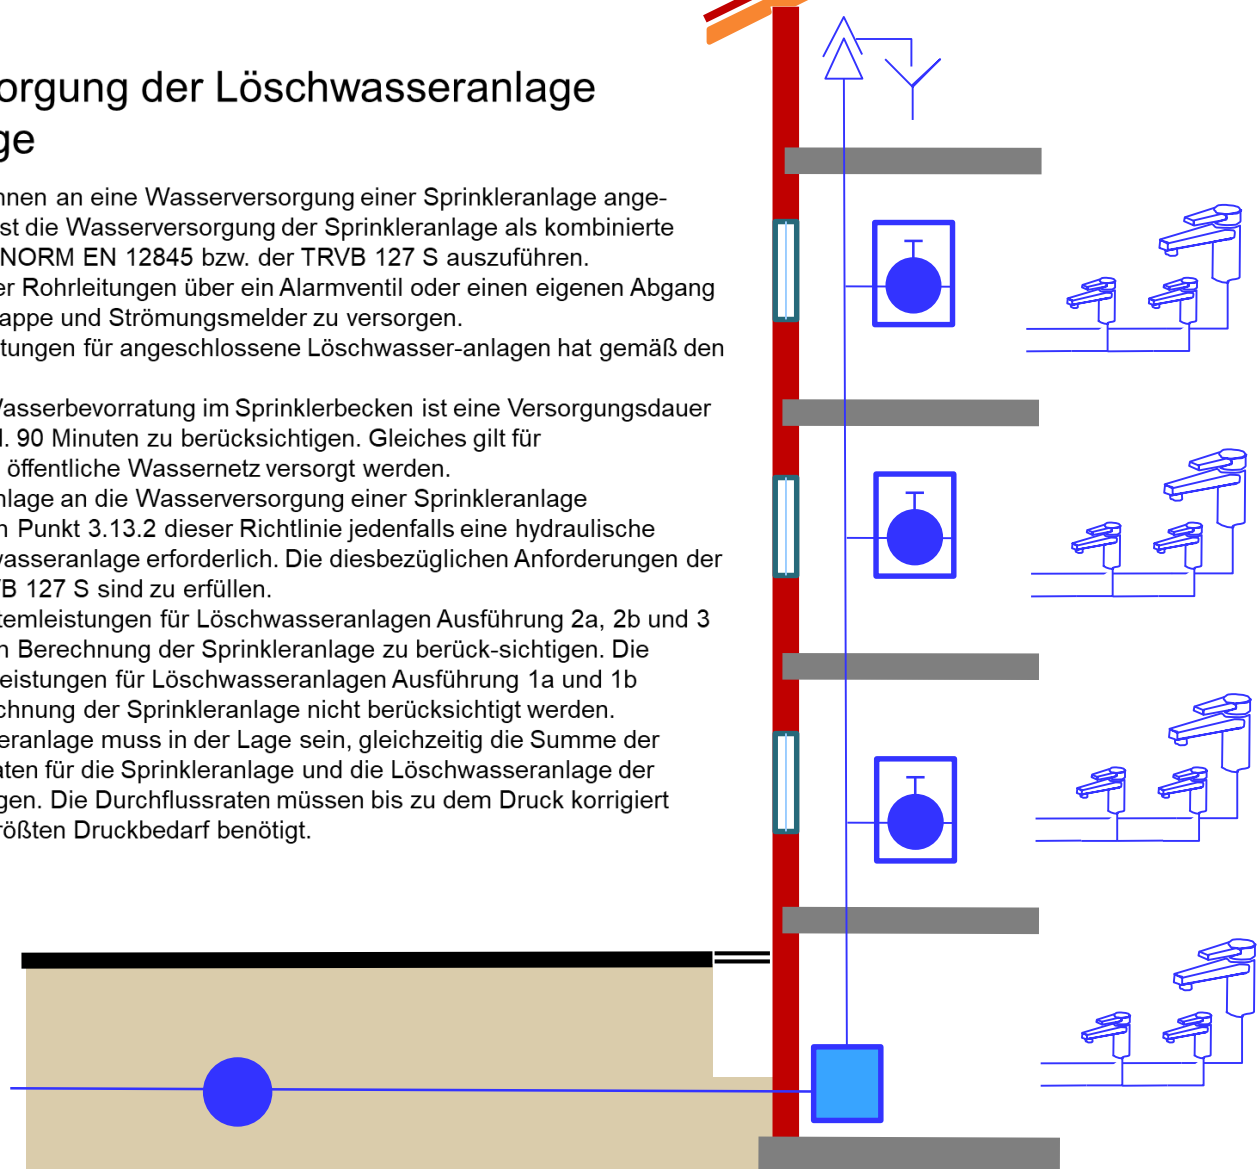 orgung der Löschwasseranlage
ge
nnen an eine Wasserversorgung einer Sprinkleranlage ange-
st die Wasserversorgung der Sprinkleranlage als kombinierte
NORM EN 12845 bzw. der TRVB 127 S auszuführen.
er Rohrleitungen über ein Alarmventil oder einen eigenen Abgang
appe und Strömungsmelder zu versorgen.
tungen für angeschlossene Löschwasser-anlagen hat gemäß den
Wasserbevorratung im Sprinklerbecken ist eine Versorgungsdauer
l. 90 Minuten zu berücksichtigen. Gleiches gilt für
öffentliche Wassernetz versorgt werden.
nlage an die Wasserversorgung einer Sprinkleranlage
n Punkt 3.13.2 dieser Richtlinie jedenfalls eine hydraulische
wasseranlage erforderlich. Die diesbezüglichen Anforderungen der
VB 127 S sind zu erfüllen.
temleistungen für Löschwasseranlagen Ausführung 2a, 2b und 3
n Berechnung der Sprinkleranlage zu berück-sichtigen. Die
leistungen für Löschwasseranlagen Ausführung 1a und 1b
chnung der Sprinkleranlage nicht berücksichtigt werden.
eranlage muss in der Lage sein, gleichzeitig die Summe der
aten für die Sprinkleranlage und die Löschwasseranlage der
gen. Die Durchflussraten müssen bis zu dem Druck korrigiert
rößten Druckbedarf benötigt.